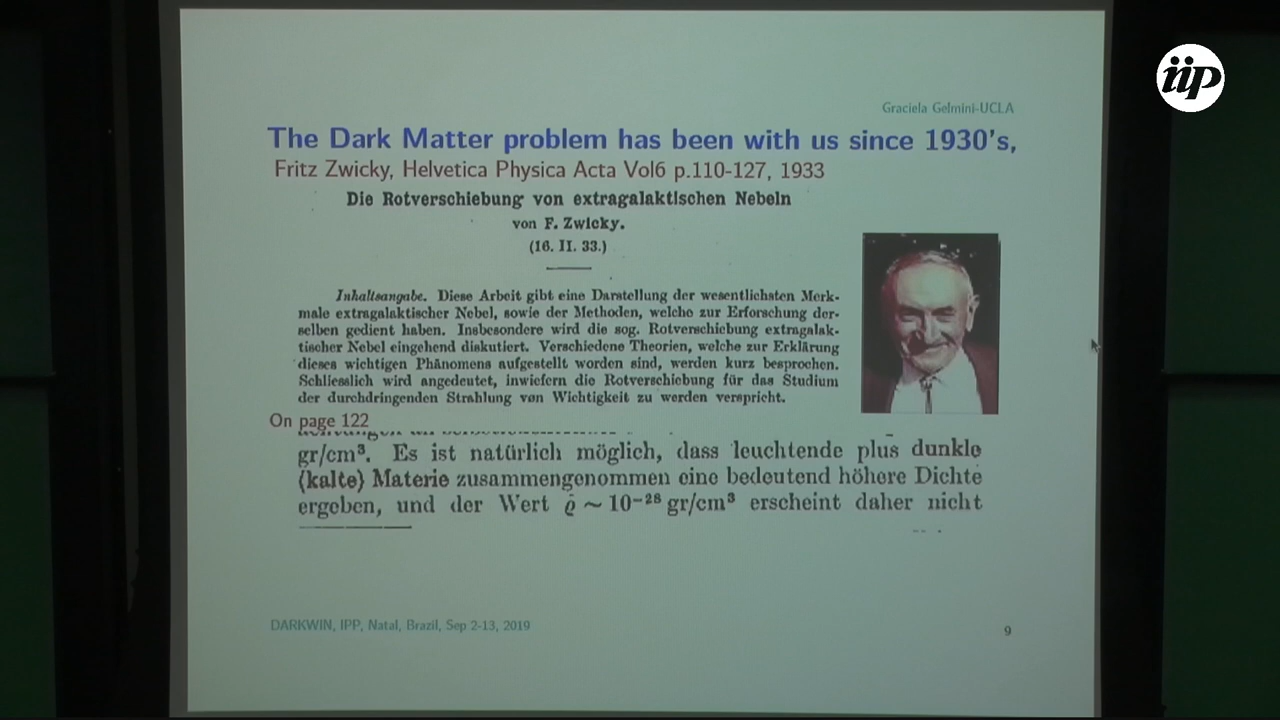 iip
Graciela Gelmini-UCLA
The Dark Matter problem has been with us since 1930's,
Fritz Zwicky, Helvetica Physica Acta Vol6 p.110-127, 1933
Die Rotverschiebung von extragalaktischen Nebeln
von F. Zwicky.
(16. II. 33.)
Inhaltsangabe. Diese Arbeit gibt eine Darstellung der wesentlichsten Merk-
male extragalaktischer Nebel, sowie der Methoden, welche zur Erforschung der-
selben gedient haben. Insbesondere wird die sog. Rotverschiebung extragalak-
tischer Nebel eingehend diskutiert. Verschiedene Theorien, welche zur Erklärung
dieses wichtigen Phänomens aufgestellt worden sind, werden kurz besprochen.
Schliesslich wird angedeutet, inwiefern die Rotverschiebung für das Studium
der durchdringenden Strahlung von Wichtigkeit zu werden verspricht.
On page 122
gr/cm³. Es ist natürlich möglich, dass leuchtende plus dunkle
(kalte) Materie zusammengenommen eine bedeutend höhere Dichte
ergeben, und der Wert ρ̄ ~ 10⁻²⁸ gr/cm³ erscheint daher nicht
DARKWIN, IPP, Natal, Brazil, Sep 2-13, 2019
9